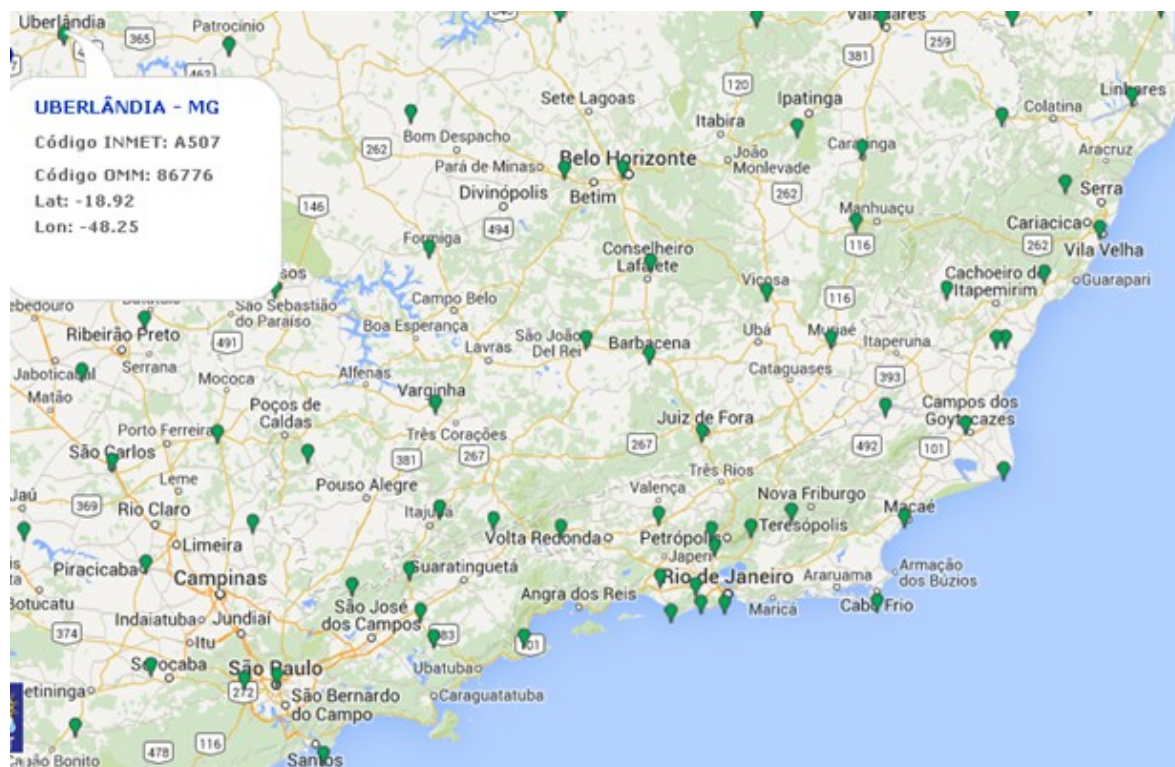 Uberlândia
365
Patrocínio
462
UBERLÂNDIA - MG
Código INMET: A507
Código OMM: 86776
Lat: -18.92
Lon: -48.25
381
259
120
Sete Lagoas
Ipatinga
Itabira
Colatina
Linhares
262
Bom Despacho
Pará de Minas
Belo Horizonte
João
Monlevade
Caratinga
Aracruz
Divinópolis
Betim
262
Serra
146
Manhuaçu
Cariacica
494
Formiga
116
262
Vila Velha
Conselheiro
Lafaiete
Viçosa
Cachoeiro de
Itapemirim
Guarapari
São Sebastião
do Paraíso
Campo Belo
116
Ribeirão Preto
Boa Esperança
São João
Del Rei
Barbacena
Ubá
Muriaé
Itaperuna
491
Serrana
Lavras
Jaboticabal
Mococa
Alfenas
Cataguases
393
Matão
Varginha
Poços de
Caldas
Campos dos
Goytacazes
Porto Ferreira
Três Corações
Juiz de Fora
São Carlos
381
267
267
492
101
Leme
Pouso Alegre
Três Rios
Jaú
369
Rio Claro
Valença
Nova Friburgo
Itajubá
Macaé
Limeira
Volta Redonda
Petrópolis
Teresópolis
Japeri
Piracicaba
Campinas
Guaratinguetá
Rio de Janeiro
Araruama
Armação
dos Búzios
Botucatu
Angra dos Reis
Maricá
Cabo Frio
Indaiatuba
Jundiaí
São José
dos Campos
374
Itu
101
Sorocaba
São Paulo
Ubatuba
272
São Bernardo
do Campo
Caraguatatuba
116
478
Santos